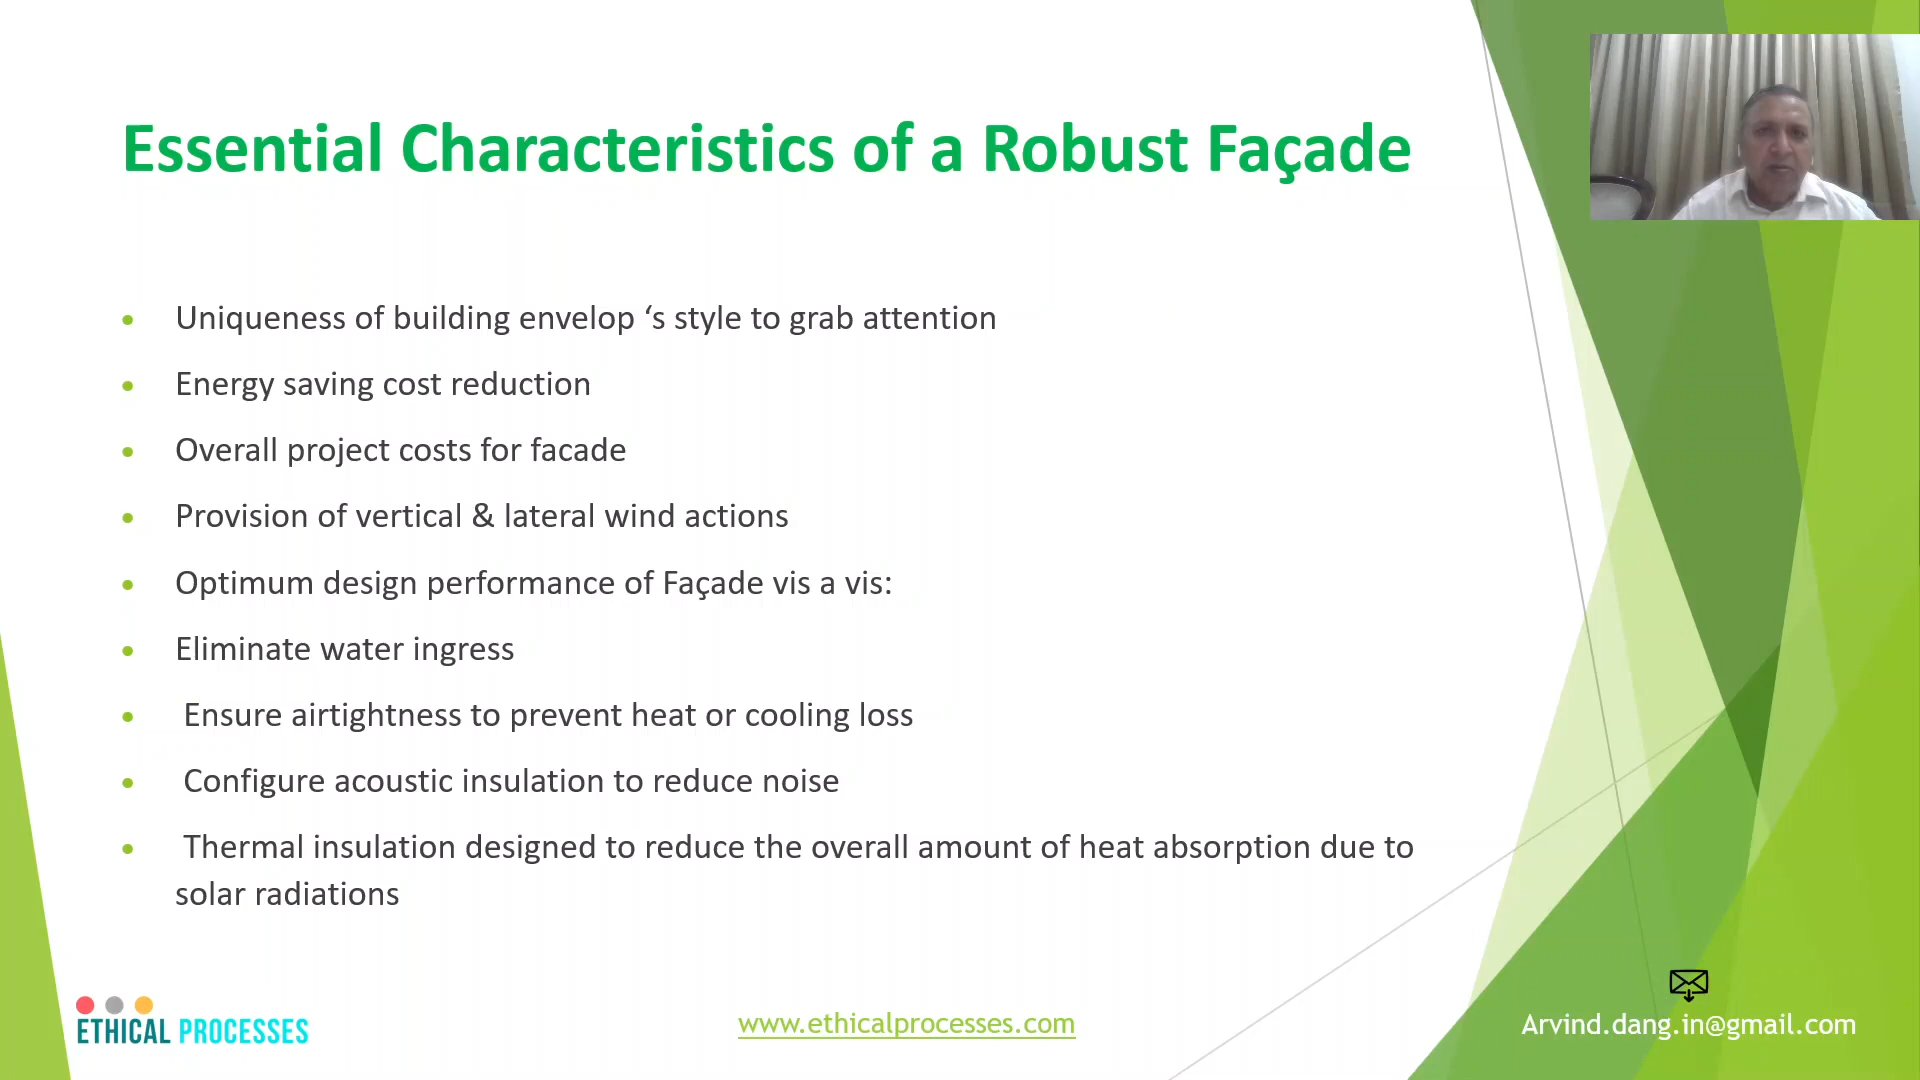 Essential Characteristics of a Robust Façade
• Uniqueness of building envelop ‘s style to grab attention
• Energy saving cost reduction
• Overall project costs for facade
• Provision of vertical & lateral wind actions
• Optimum design performance of Façade vis a vis:
• Eliminate water ingress
• Ensure airtightness to prevent heat or cooling loss
• Configure acoustic insulation to reduce noise
• Thermal insulation designed to reduce the overall amount of heat absorption due to
solar radiations
ETHICAL PROCESSES
www.ethicalprocesses.com
Arvind.dang.in@gmail.com